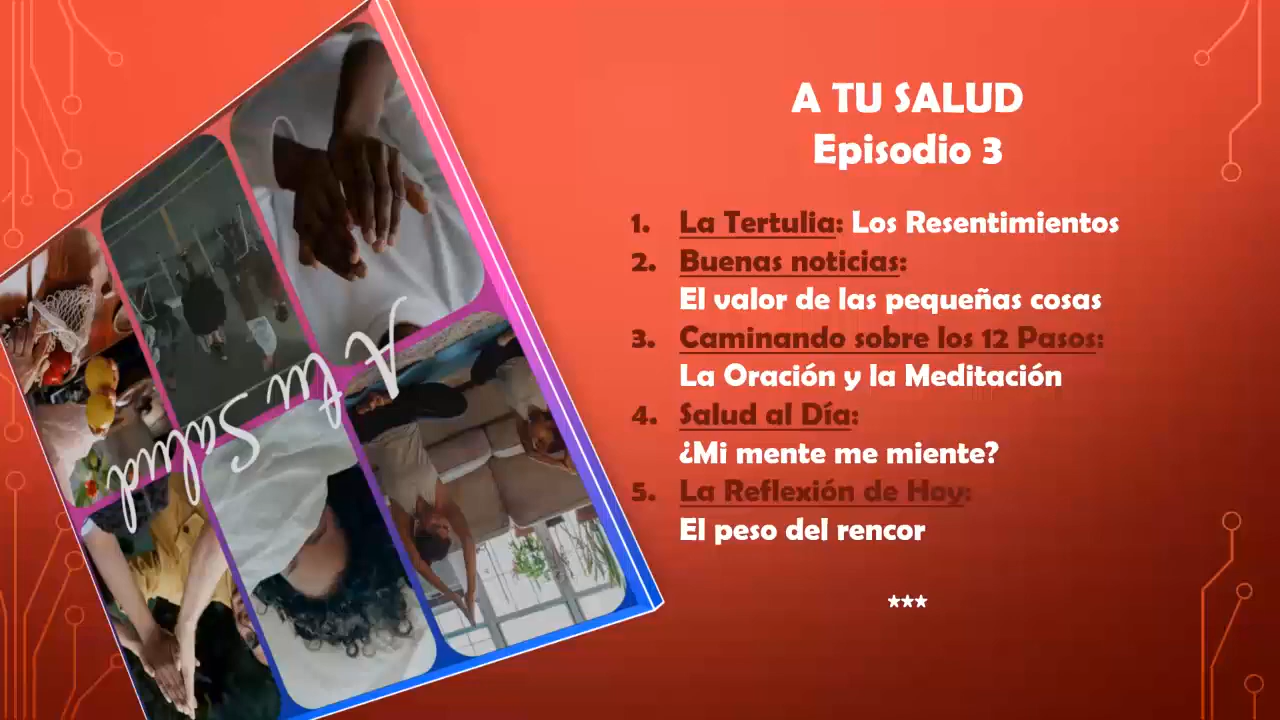 A TU SALUD
Episodio 3
1. La Tertulia: Los Resentimientos
2. Buenas noticias:
El valor de las pequeñas cosas
3. Caminando sobre los 12 Pasos:
La Oración y la Meditación
4. Salud al Día:
¿Mi mente me miente?
5. La Reflexión de Hoy:
El peso del rencor
***
A tu Salud